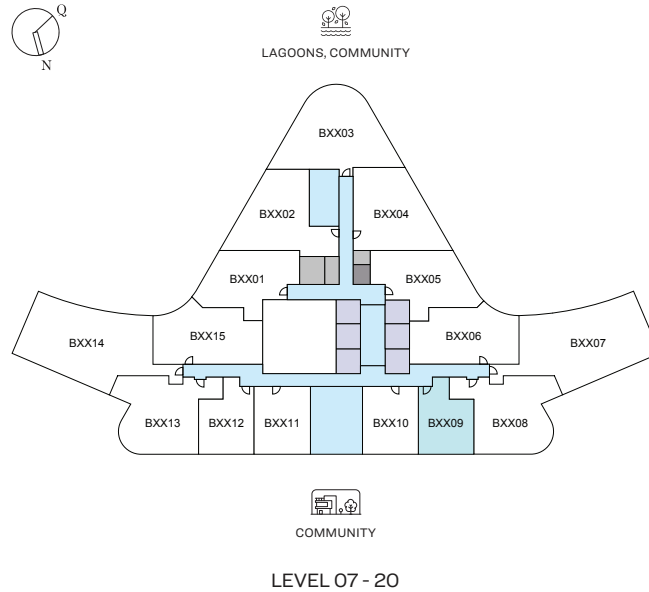 Q
N
LAGOONS, COMMUNITY
BXX03
BXX02
BXX04
BXX01
BXX05
BXX14
BXX15
BXX06
BXX07
BXX13
BXX12
BXX11
BXX10
BXX09
BXX08
COMMUNITY
LEVEL 07 - 20